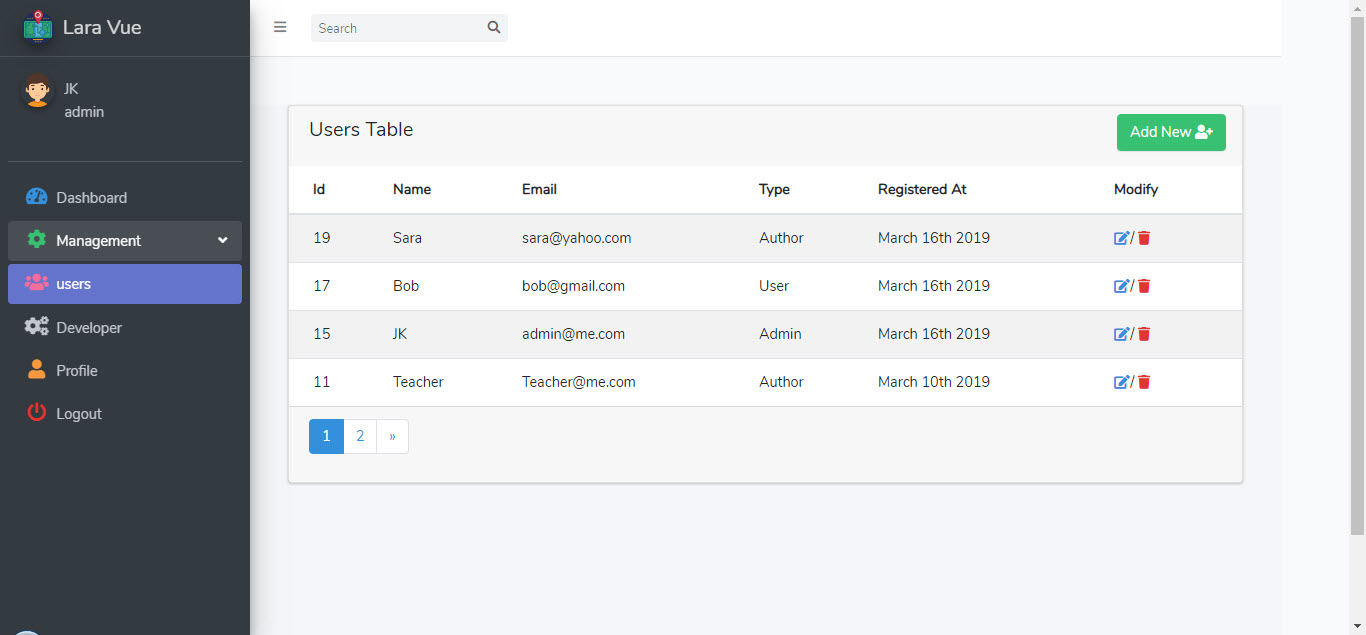 Lara Vue
Search
JK
admin
Dashboard
Management
users
Developer
Profile
Logout
Users Table
Add New
Id Name Email Type Registered At Modify
19 Sara sara@yahoo.com Author March 16th 2019 /
17 Bob bob@gmail.com User March 16th 2019 /
15 JK admin@me.com Admin March 16th 2019 /
11 Teacher Teacher@me.com Author March 10th 2019 /
1 2 »